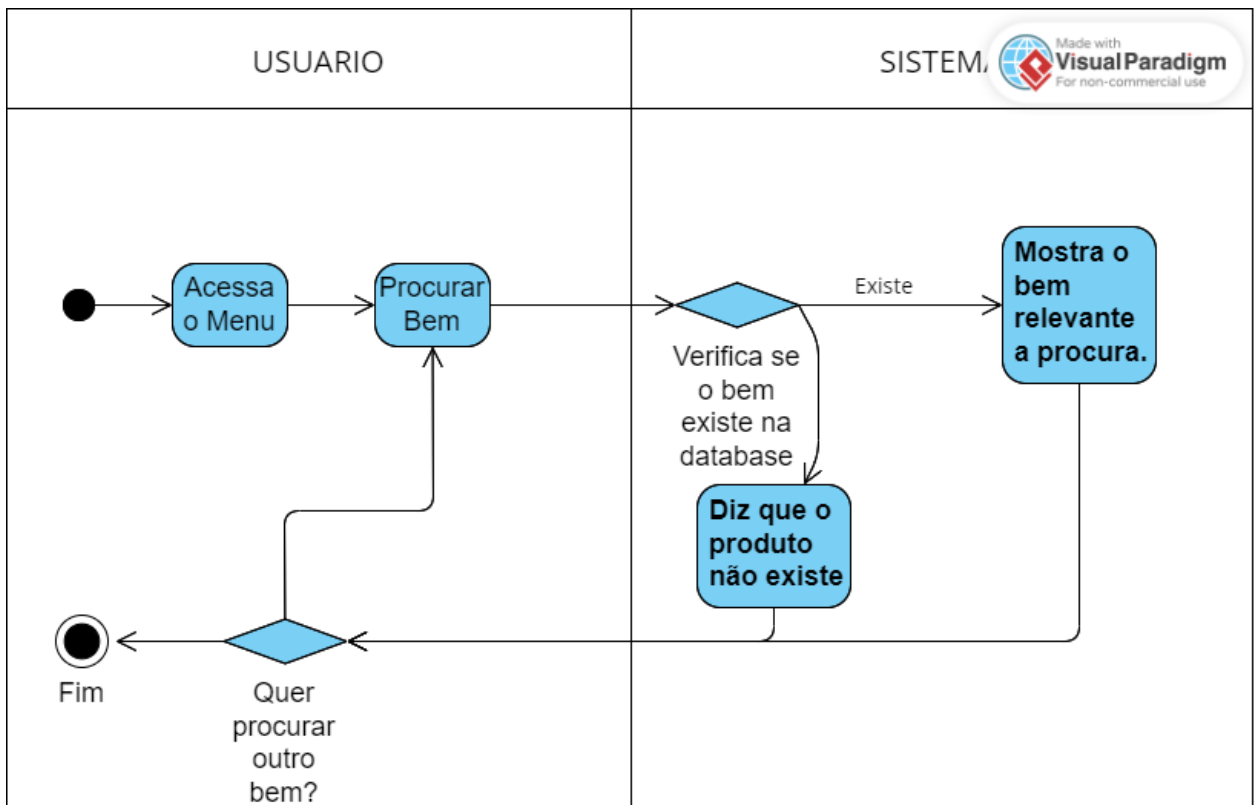 USUARIO
SISTEMA
Made with
Visual Paradigm
For non-commercial use
Acessa
o Menu
Procurar
Bem
Existe
Mostra o
bem
relevante
a procura.
Verifica se
o bem
existe na
database
Diz que o
produto
não existe
Fim
Quer
procurar
outro
bem?